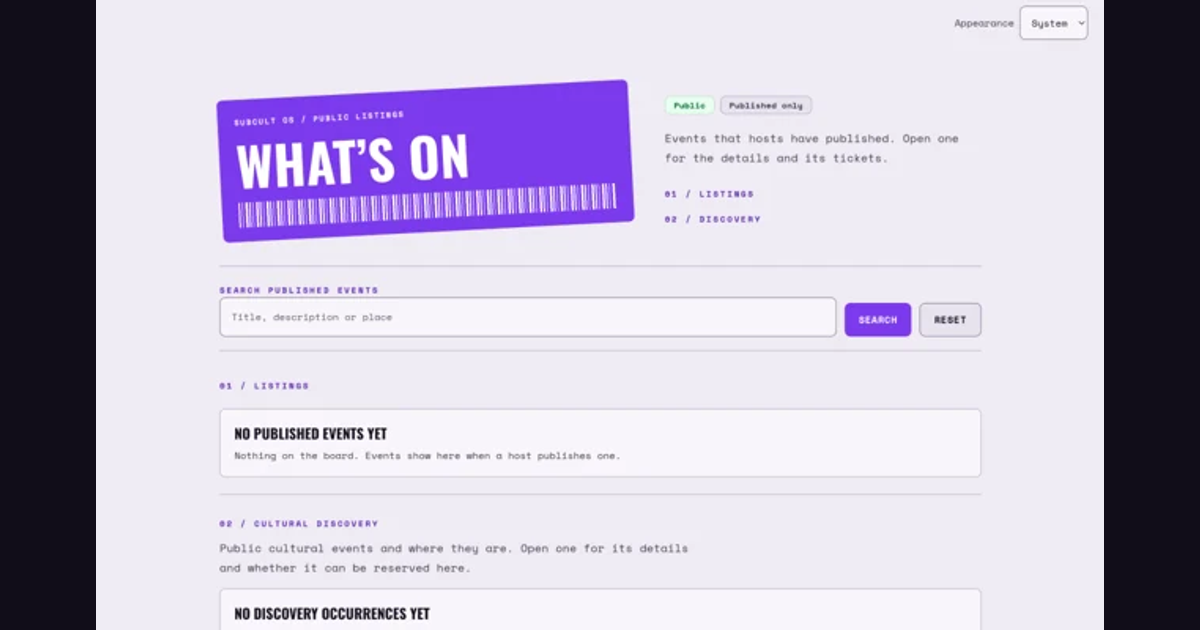 Appearance System
SUBCULT OS / PUBLIC LISTINGS
WHAT'S ON
Public Published only
Events that hosts have published. Open one
for the details and its tickets.
01 / LISTINGS
02 / DISCOVERY
SEARCH PUBLISHED EVENTS
Title, description or place
SEARCH RESET
01 / LISTINGS
NO PUBLISHED EVENTS YET
Nothing on the board. Events show here when a host publishes one.
02 / CULTURAL DISCOVERY
Public cultural events and where they are. Open one for its details
and whether it can be reserved here.
NO DISCOVERY OCCURRENCES YET